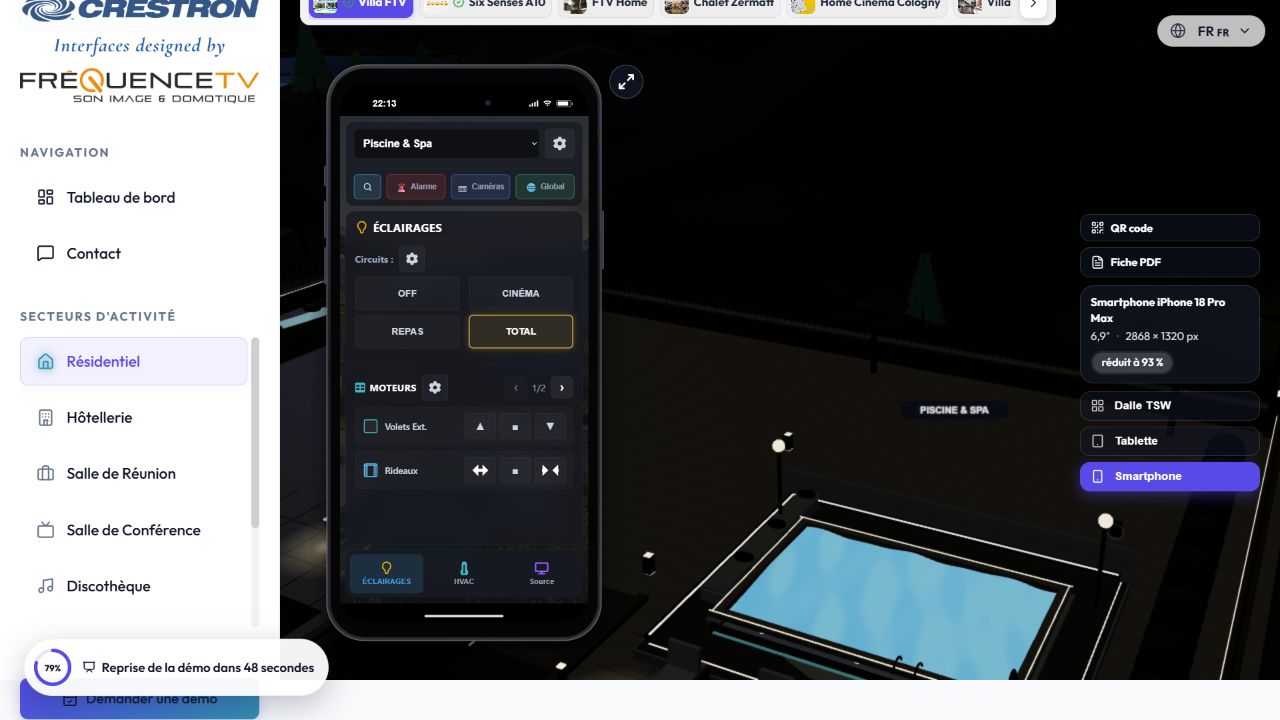 CRESTRON
Interfaces designed by
FRÉQUENCETV
SON IMAGE & DOMOTIQUE
NAVIGATION
Tableau de bord
Contact
SECTEURS D'ACTIVITÉ
Résidentiel
Hôtellerie
Salle de Réunion
Salle de Conférence
Discothèque
79%
Reprise de la démo dans 48 secondes
Demander une démo
Villa FTV
Six Senses A10
FTV Home
Chalet Zermatt
Home Cinema Cologny
Villa
FR FR
22:13
Piscine & Spa
Alarme
Caméras
Global
ÉCLAIRAGES
Circuits :
OFF
CINÉMA
REPAS
TOTAL
MOTEURS
1/2
Volets Ext.
Rideaux
ÉCLAIRAGES
HVAC
Source
PISCINE & SPA
QR code
Fiche PDF
Smartphone iPhone 18 Pro
Max
6,9" · 2868 × 1320 px
réduit à 93 %
Dalle TSW
Tablette
Smartphone